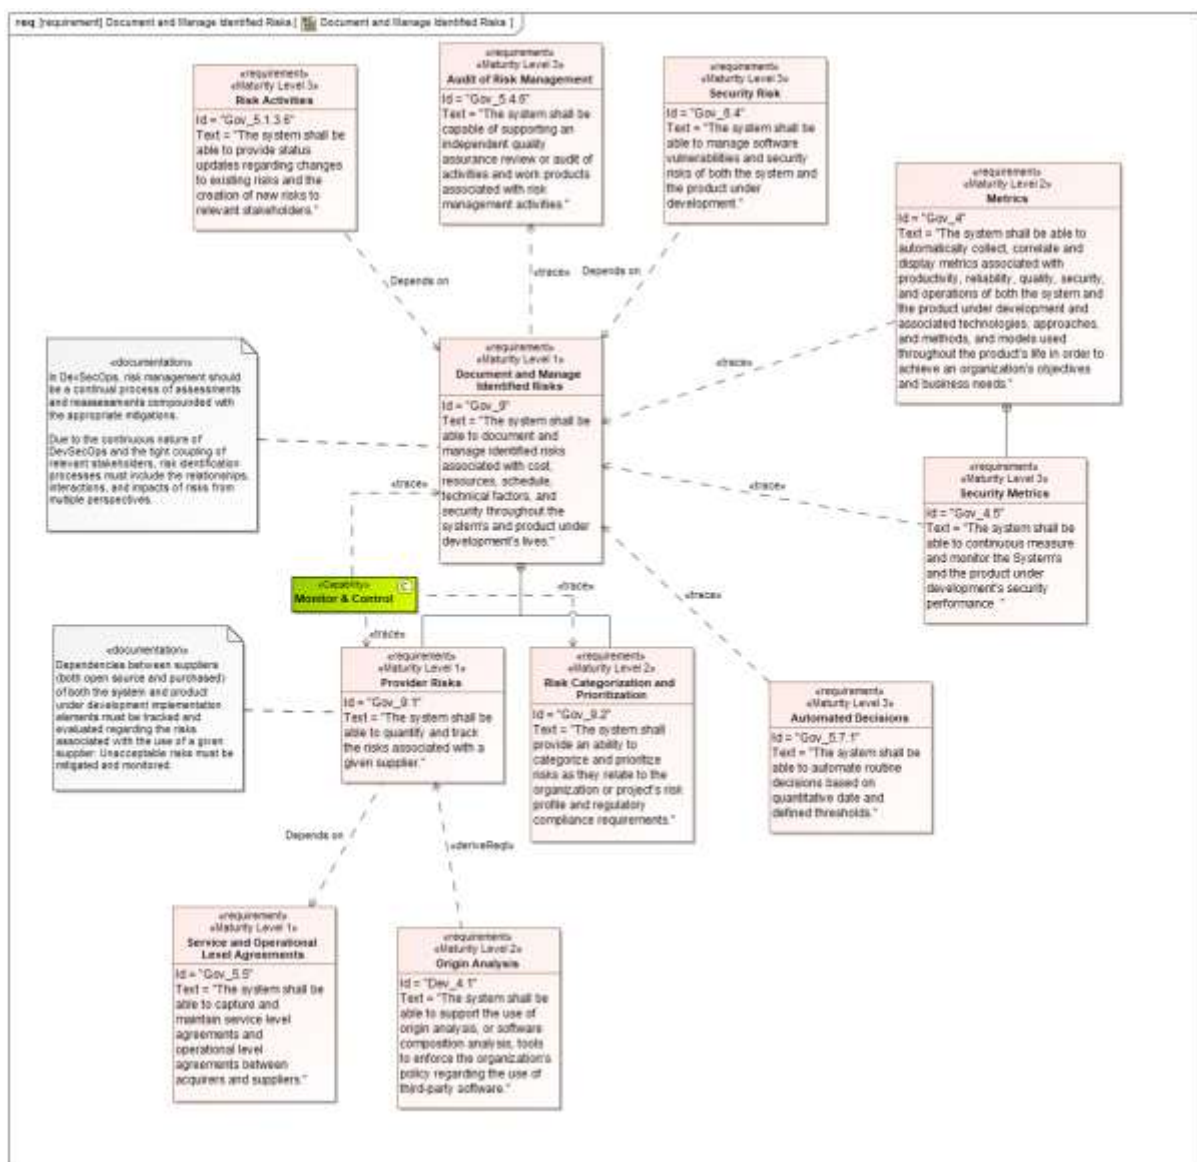 req [requirement] Document and Manage Identified Risks [ Document and Manage Identified Risks ]
«requirement»
«Maturity Level 3»
Risk Activities
Id = "Gov_5.1.3.6"
Text = "The system shall be
able to provide status
updates regarding changes
to existing risks and the
creation of new risks to
relevant stakeholders."
«requirement»
«Maturity Level 3»
Audit of Risk Management
Id = "Gov_5.4.6"
Text = "The system shall be
capable of supporting an
independent quality
assurance review or audit of
activities and work products
associated with risk
management activities."
«requirement»
«Maturity Level 3»
Security Risk
Id = "Gov_6.4"
Text = "The system shall be
able to manage software
vulnerabilities and security
risks of both the system and
the product under
development."
«requirement»
«Maturity Level 2»
Metrics
Id = "Gov_4"
Text = "The system shall be able to
automatically collect, correlate and
display metrics associated with
productivity, reliability, quality, security,
and operations of both the system and
the product under development and
associated technologies, approaches,
and methods, and models used
throughout the product's life in order to
achieve an organization's objectives
and business needs."
Depends on
«trace»
Depends on
«documentation»
In DevSecOps, risk management should
be a continual process of assessments
and reassessments compounded with
the appropriate mitigations.
Due to the continuous nature of
DevSecOps and the tight coupling of
relevant stakeholders, risk identification
processes must include the relationships,
interactions, and impacts of risks from
multiple perspectives.
«requirement»
«Maturity Level 1»
Document and Manage
Identified Risks
Id = "Gov_9"
Text = "The system shall be
able to document and
manage identified risks
associated with cost,
resources, schedule,
technical factors, and
security throughout the
system's and product under
development's lives."
«trace»
«trace»
«trace»
«requirement»
«Maturity Level 3»
Security Metrics
Id = "Gov_4.5"
Text = "The system shall be
able to continuous measure
and monitor the System's
and the product under
development's security
performance."
«Capability»
C
Monitor & Control
«trace»
«trace»
«trace»
«documentation»
Dependencies between suppliers
(both open source and purchased)
of both the system and product
under development implementation
elements must be tracked and
evaluated regarding the risks
associated with the use of a given
supplier. Unacceptable risks must be
mitigated and monitored.
«requirement»
«Maturity Level 1»
Provider Risks
Id = "Gov_9.1"
Text = "The system shall be
able to quantify and track
the risks associated with a
given supplier."
«requirement»
«Maturity Level 2»
Risk Categorization and
Prioritization
Id = "Gov_9.2"
Text = "The system shall
provide an ability to
categorize and prioritize
risks as they relate to the
organization or project's risk
profile and regulatory
compliance requirements."
«requirement»
«Maturity Level 3»
Automated Decisions
Id = "Gov_5.7.1"
Text = "The system shall be
able to automate routine
decisions based on
quantitative date and
defined thresholds."
Depends on
«deriveReqt»
«requirement»
«Maturity Level 1»
Service and Operational
Level Agreements
Id = "Gov_5.5"
Text = "The system shall be
able to capture and
maintain service level
agreements and
operational level
agreements between
acquirers and suppliers."
«requirement»
«Maturity Level 2»
Origin Analysis
Id = "Dev_4.1"
Text = "The system shall be
able to support the use of
origin analysis, or software
composition analysis, tools
to enforce the organization's
policy regarding the use of
third-party software."